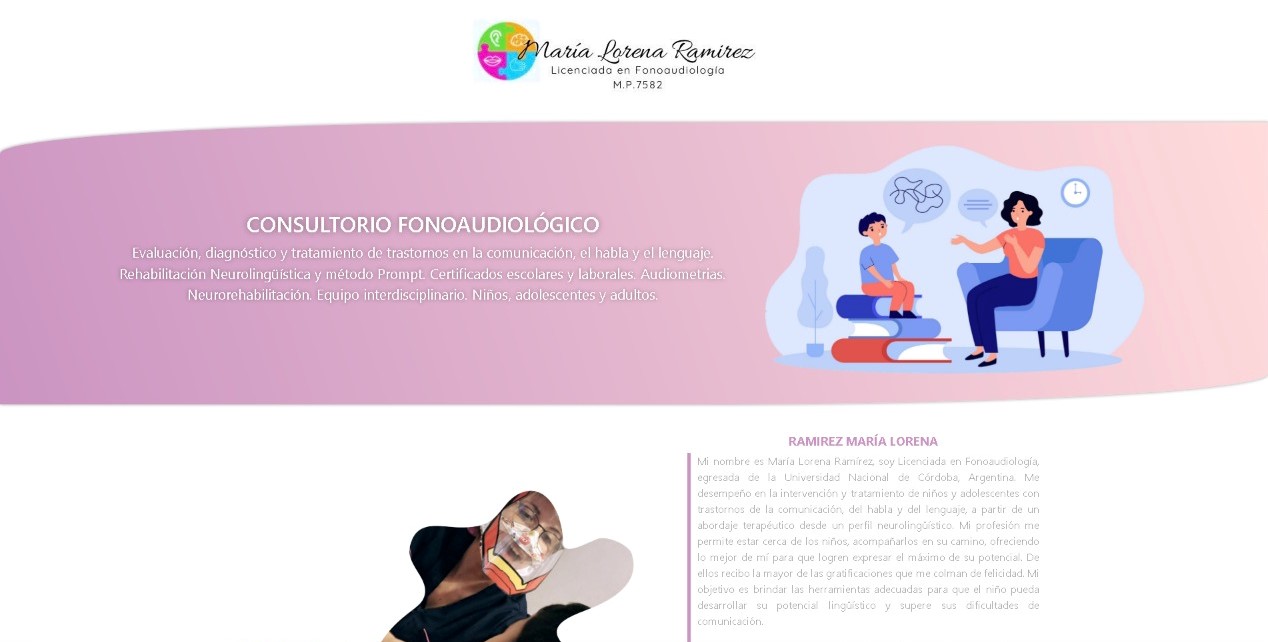 María Lorena Ramirez
Licenciada en Fonoaudiología
M.P.7582
CONSULTORIO FONOAUDIOLÓGICO
Evaluación, diagnóstico y tratamiento de trastornos en la comunicación, el habla y el lenguaje.
Rehabilitación Neurolingüística y método Prompt. Certificados escolares y laborales. Audiometrias.
Neurorehabilitación. Equipo interdisciplinario. Niños, adolescentes y adultos.
RAMIREZ MARÍA LORENA
Mi nombre es María Lorena Ramírez, soy Licenciada en Fonoaudiología,
egresada de la Universidad Nacional de Córdoba, Argentina. Me
desempeño en la intervención y tratamiento de niños y adolescentes con
trastornos de la comunicación, del habla y del lenguaje, a partir de un
abordaje terapéutico desde un perfil neurolingüístico. Mi profesión me
permite estar cerca de los niños, acompañarlos en su camino, ofreciendo
lo mejor de mí para que logren expresar el máximo de su potencial. De
ellos recibo la mayor de las gratificaciones que me colman de felicidad. Mi
objetivo es brindar las herramientas adecuadas para que el niño pueda
desarrollar su potencial lingüístico y supere sus dificultades de
comunicación.